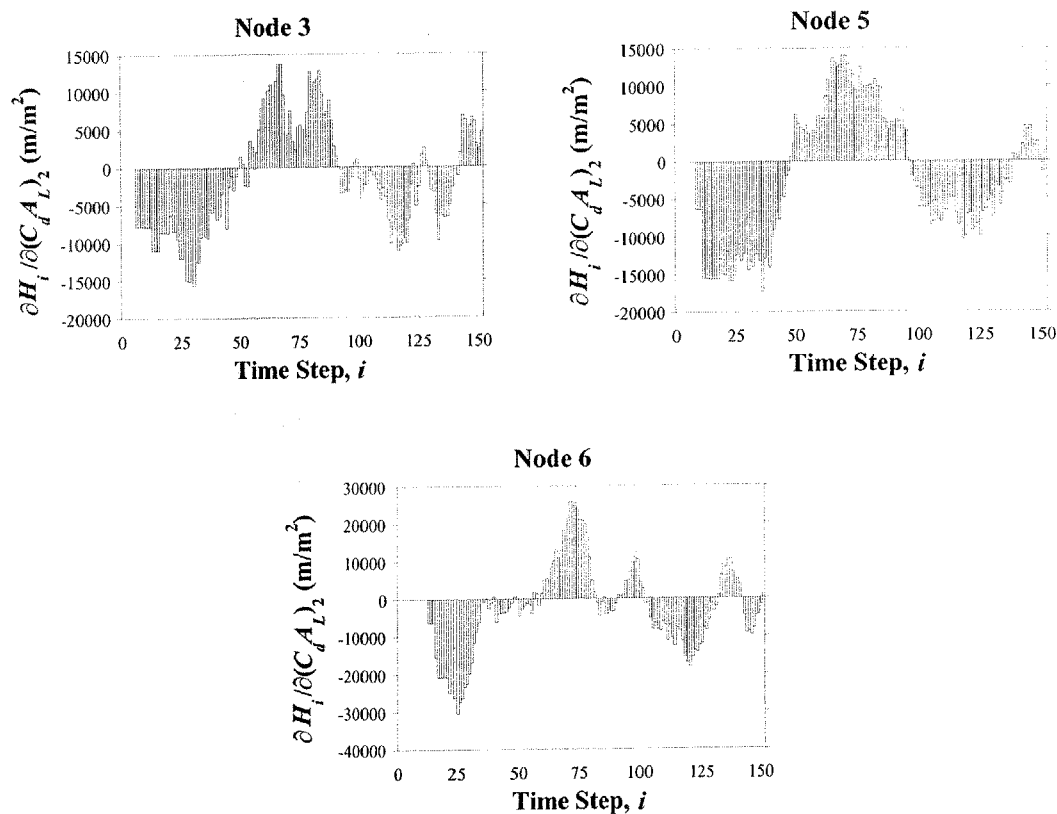 Node 3
15000
10000
5000
0
-5000
-10000
-15000
-20000
∂H_i/∂(C_dA_L)_2 (m/m²)
0 25 50 75 100 125 150
Time Step, i
Node 5
15000
10000
5000
0
-5000
-10000
-15000
-20000
∂H_i/∂(C_dA_L)_2 (m/m²)
0 25 50 75 100 125 150
Time Step, i
Node 6
30000
20000
10000
0
-10000
-20000
-30000
-40000
∂H_i/∂(C_dA_L)_2 (m/m²)
0 25 50 75 100 125 150
Time Step, i